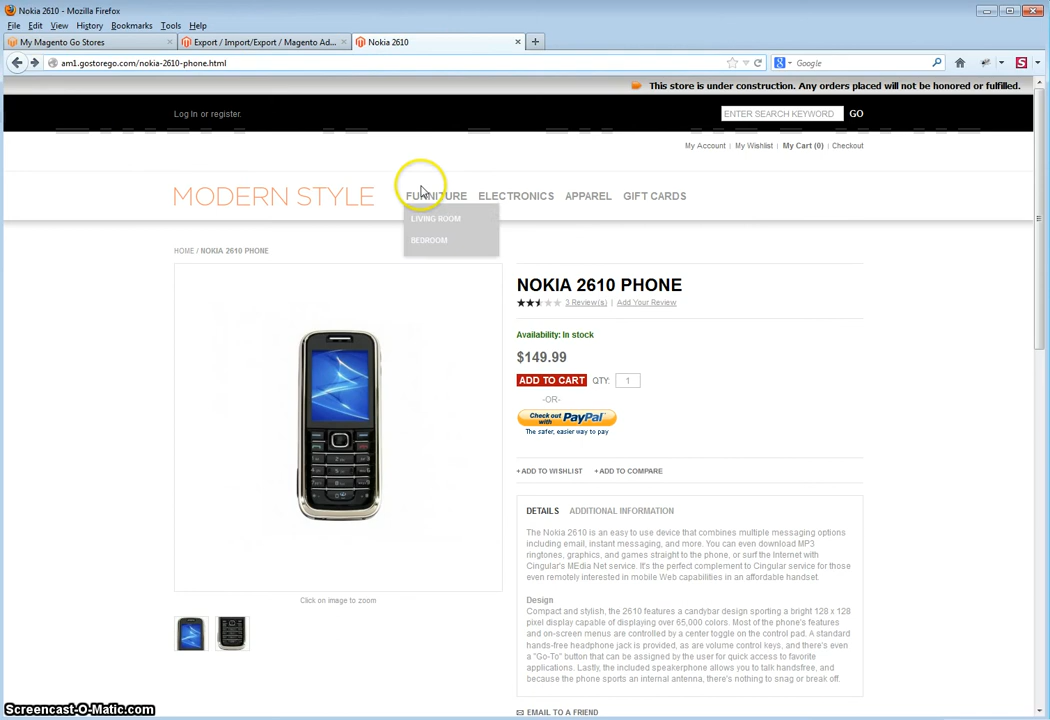 Nokia 2610 - Mozilla Firefox
File Edit View History Bookmarks Tools Help
My Magento Go Stores
Export / Import/Export / Magento Ad...
Nokia 2610
am1.gostorego.com/nokia-2610-phone.html
Google
This store is under construction. Any orders placed will not be honored or fulfilled.
Log In or register.
ENTER SEARCH KEYWORD GO
My Account | My Wishlist | My Cart (0) | Checkout
MODERN STYLE
FURNITURE ELECTRONICS APPAREL GIFT CARDS
LIVING ROOM
BEDROOM
HOME / NOKIA 2610 PHONE
NOKIA 2610 PHONE
3 Review(s) | Add Your Review
Availability: In stock
$149.99
ADD TO CART QTY: 1
-OR-
Check out with PayPal
The safer, easier way to pay
+ADD TO WISHLIST +ADD TO COMPARE
DETAILS ADDITIONAL INFORMATION
The Nokia 2610 is an easy to use device that combines multiple messaging options
including email, instant messaging, and more. You can even download MP3
ringtones, graphics, and games straight to the phone, or surf the Internet with
Cingular's MEdia Net service. It's the perfect complement to Cingular service for those
even remotely interested in mobile Web capabilities in an affordable handset.
Design
Compact and stylish, the 2610 features a candybar design sporting a bright 128 x 128
pixel display capable of displaying over 65,000 colors. Most of the phone's features
and on-screen menus are controlled by a center toggle on the control pad. A standard
hands-free headphone jack is provided, as are volume control keys, and there's even
a "Go-To" button that can be assigned by the user for quick access to favorite
applications. Lastly, the included speakerphone allows you to talk handsfree, and
because the phone sports an internal antenna, there's nothing to snag or break off.
Click on image to zoom
EMAIL TO A FRIEND
Screencast-O-Matic.com